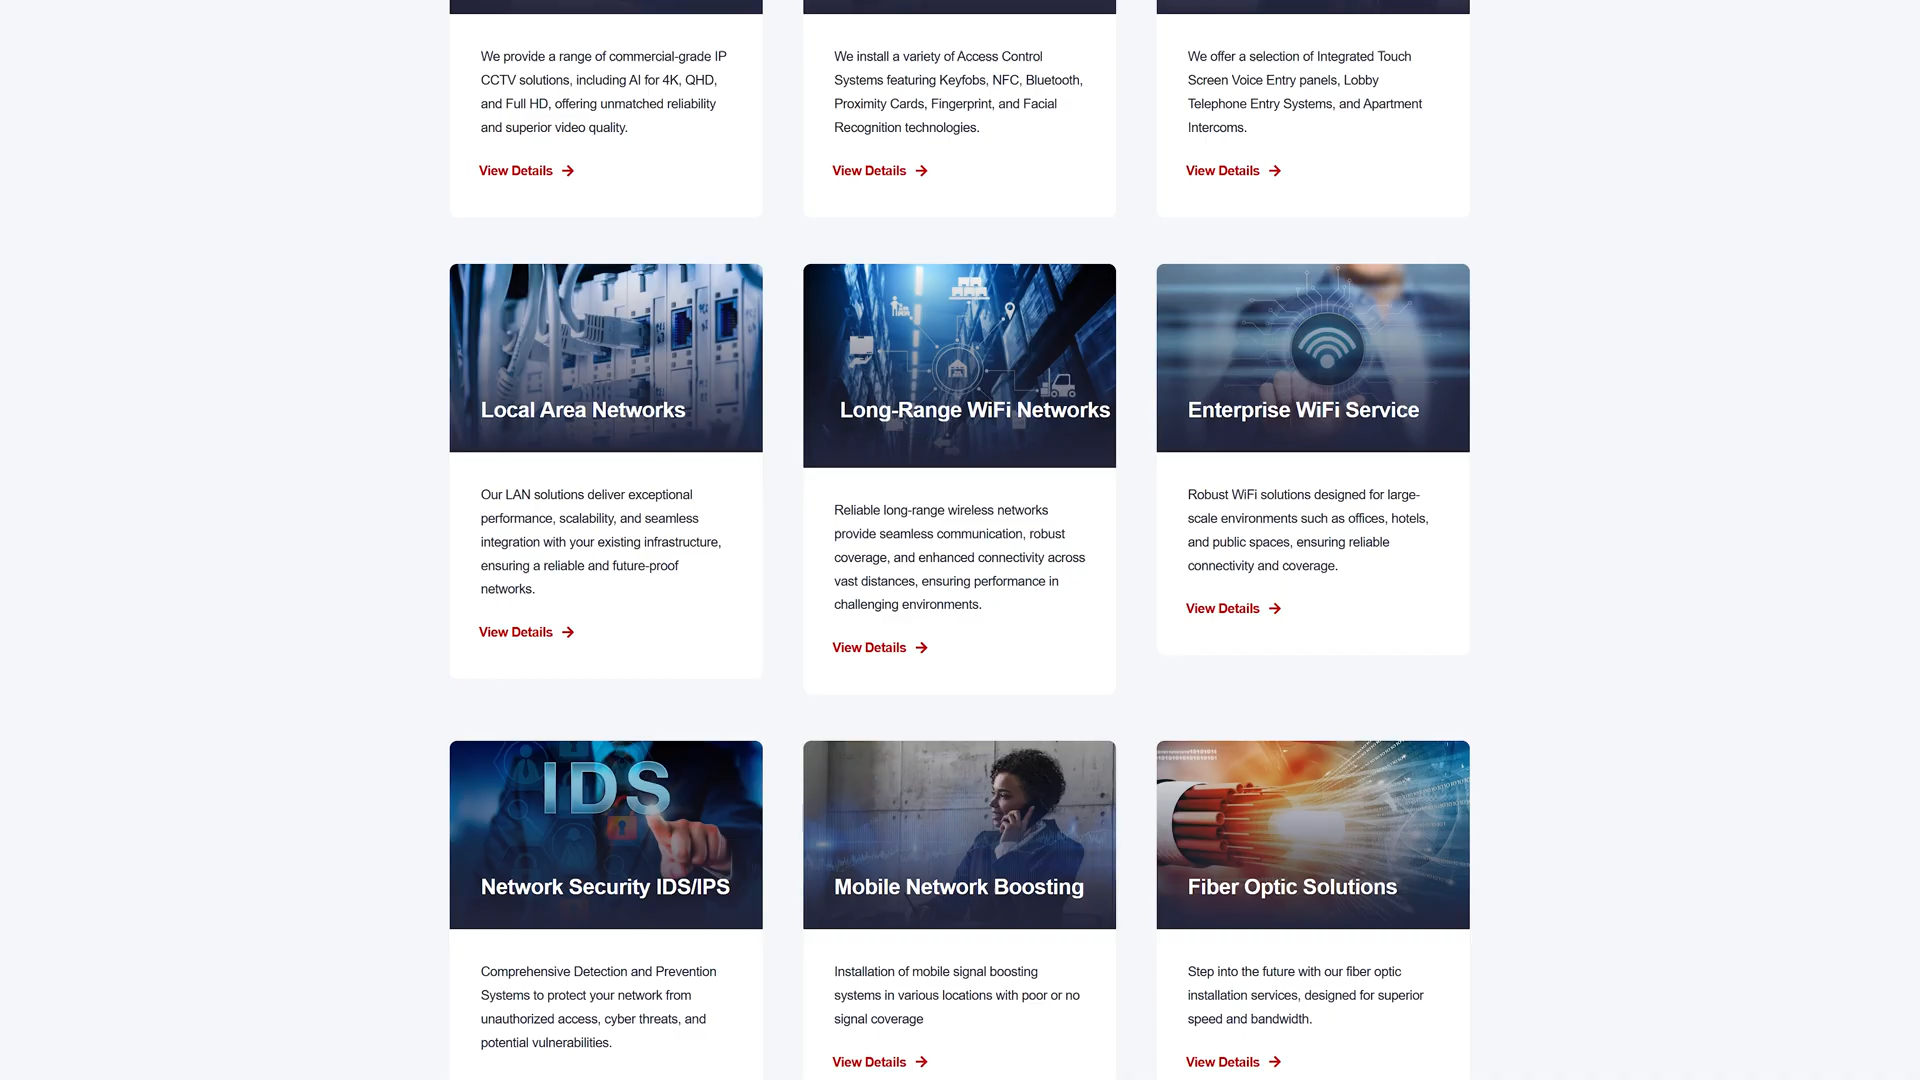 We provide a range of commercial-grade IP
CCTV solutions, including AI for 4K, QHD,
and Full HD, offering unmatched reliability
and superior video quality.
View Details
We install a variety of Access Control
Systems featuring Keyfobs, NFC, Bluetooth,
Proximity Cards, Fingerprint, and Facial
Recognition technologies.
View Details
We offer a selection of Integrated Touch
Screen Voice Entry panels, Lobby
Telephone Entry Systems, and Apartment
Intercoms.
View Details
Local Area Networks
Our LAN solutions deliver exceptional
performance, scalability, and seamless
integration with your existing infrastructure,
ensuring a reliable and future-proof
networks.
View Details
Long-Range WiFi Networks
Reliable long-range wireless networks
provide seamless communication, robust
coverage, and enhanced connectivity across
vast distances, ensuring performance in
challenging environments.
View Details
Enterprise WiFi Service
Robust WiFi solutions designed for large-
scale environments such as offices, hotels,
and public spaces, ensuring reliable
connectivity and coverage.
View Details
IDS
Network Security IDS/IPS
Comprehensive Detection and Prevention
Systems to protect your network from
unauthorized access, cyber threats, and
potential vulnerabilities.
Mobile Network Boosting
Installation of mobile signal boosting
systems in various locations with poor or no
signal coverage
View Details
Fiber Optic Solutions
Step into the future with our fiber optic
installation services, designed for superior
speed and bandwidth.
View Details